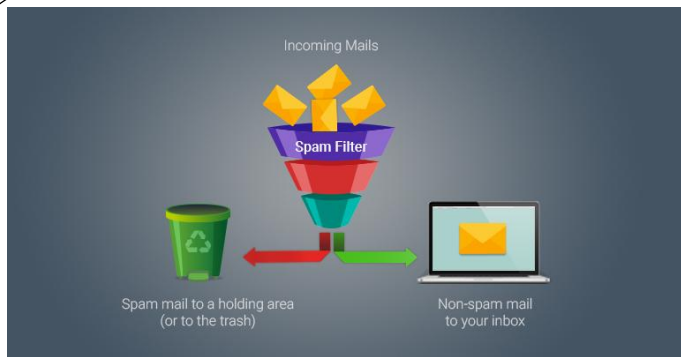 Incoming Mails
Spam Filter
Spam mail to a holding area
(or to the trash)
Non-spam mail
to your inbox